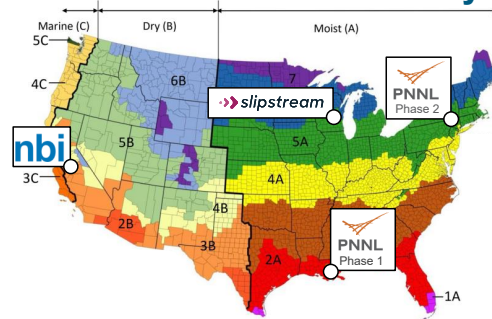 Marine (C)
Dry (B)
Moist (A)
5C
4C
6B
7
slipstream
PNNL
Phase 2
nbi
5B
5A
3C
4A
4B
2B
3B
2A
PNNL
Phase 1
1A